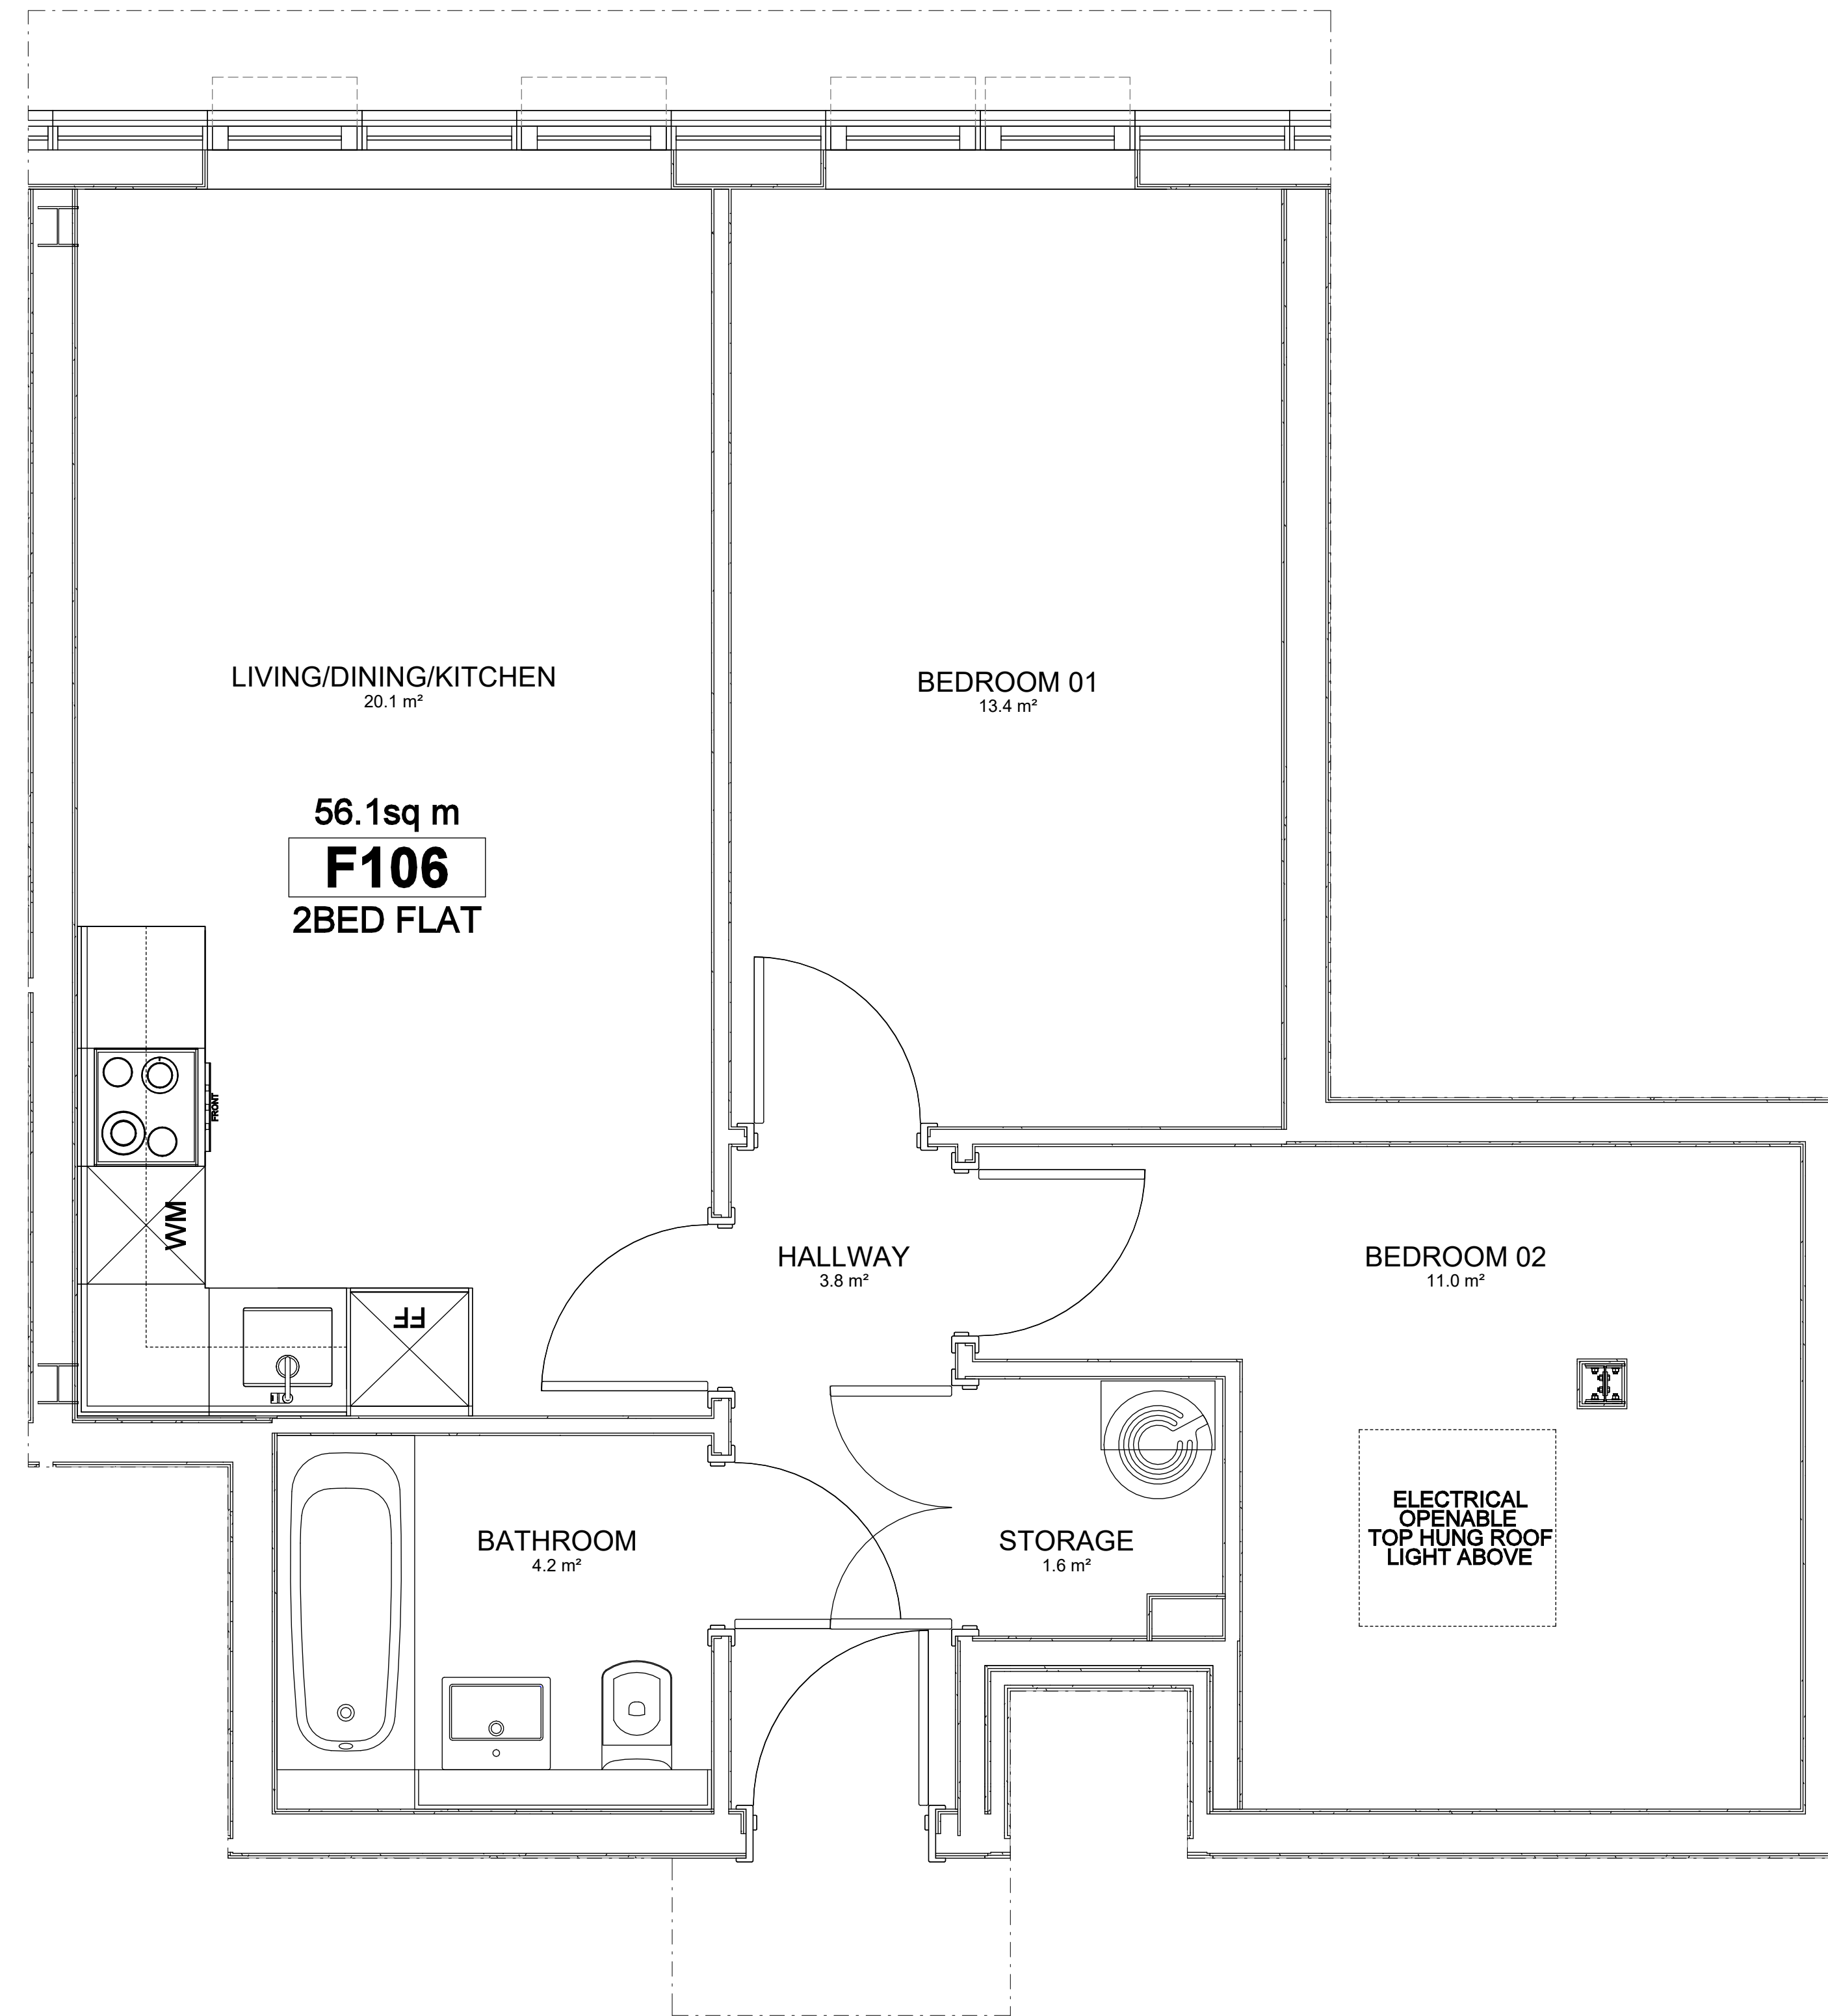 LIVING/DINING/KITCHEN
20.1 m²
BEDROOM 01
13.4 m²
56.1sq m
F106
2BED FLAT
FRONT
WM
FF
HALLWAY
3.8 m²
BEDROOM 02
11.0 m²
BATHROOM
4.2 m²
STORAGE
1.6 m²
ELECTRICAL
OPENABLE
TOP HUNG ROOF
LIGHT ABOVE